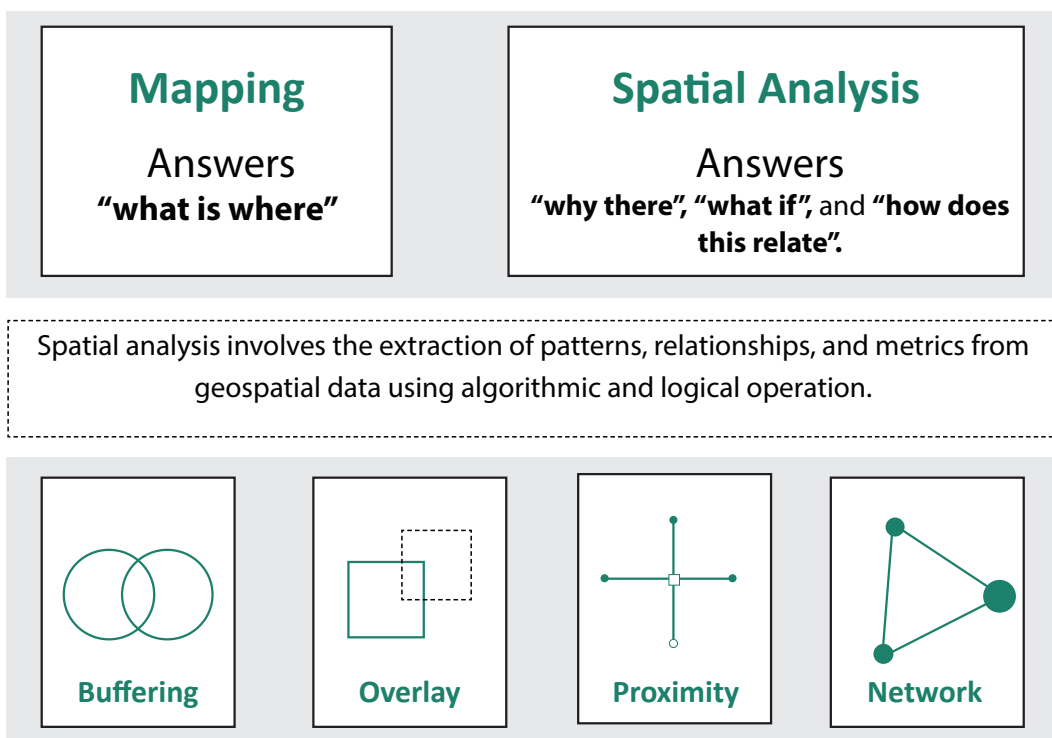 Mapping
Answers
“what is where”
Spatial Analysis
Answers
“why there”, “what if”, and “how does
this relate”.
Spatial analysis involves the extraction of patterns, relationships, and metrics from
geospatial data using algorithmic and logical operation.
Buffering
Overlay
Proximity
Network